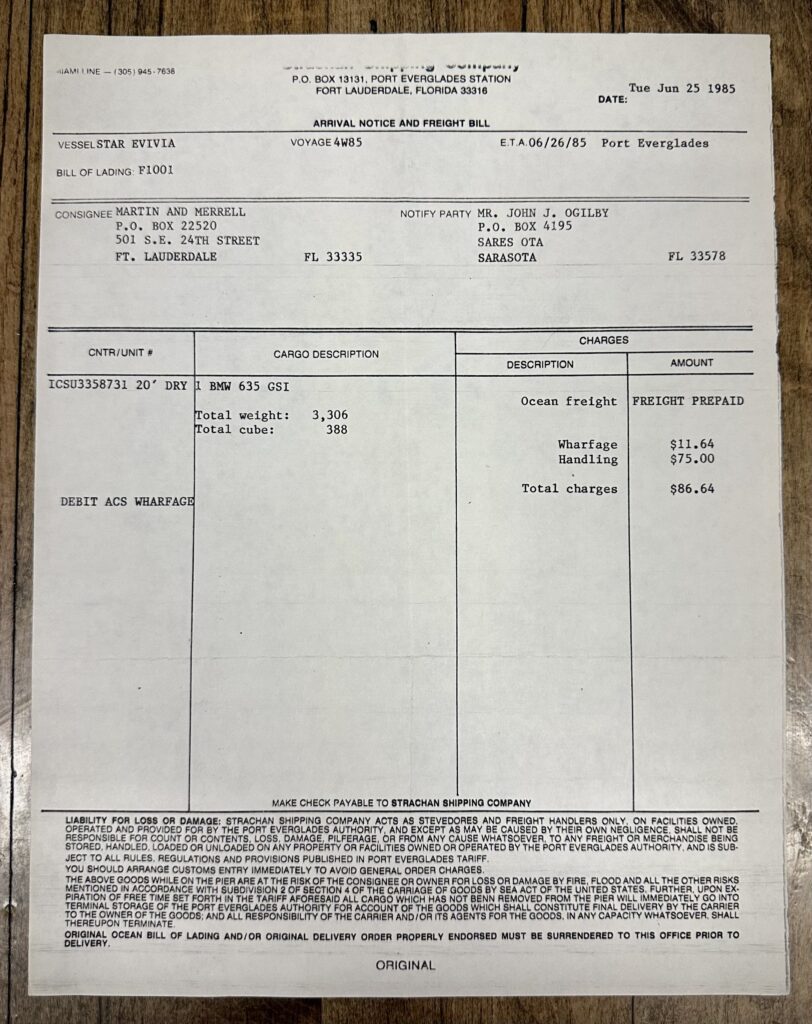 MIAMI LINE — (305) 945-7638
Strachan Shipping Company
P.O. BOX 13131, PORT EVERGLADES STATION
FORT LAUDERDALE, FLORIDA 33316
DATE: Tue Jun 25 1985
ARRIVAL NOTICE AND FREIGHT BILL
VESSEL STAR EVIVIA VOYAGE 4W85 E.T.A. 06/26/85 Port Everglades
BILL OF LADING: F1001
CONSIGNEE MARTIN AND MERRELL NOTIFY PARTY MR. JOHN J. OGILBY
P.O. BOX 22520 P.O. BOX 4195
501 S.E. 24TH STREET SARES OTA
FT. LAUDERDALE FL 33335 SARASOTA FL 33578
CHARGES
CNTR/UNIT # CARGO DESCRIPTION DESCRIPTION AMOUNT
ICSU3358731 20' DRY 1 BMW 635 GSI
Ocean freight FREIGHT PREPAID
Total weight: 3,306
Total cube: 388
Wharfage $11.64
Handling $75.00
Total charges $86.64
DEBIT ACS WHARFAGE
MAKE CHECK PAYABLE TO STRACHAN SHIPPING COMPANY
LIABILITY FOR LOSS OR DAMAGE: STRACHAN SHIPPING COMPANY ACTS AS STEVEDORES AND FREIGHT HANDLERS ONLY, ON FACILITIES OWNED,
OPERATED AND PROVIDED FOR BY THE PORT EVERGLADES AUTHORITY, AND EXCEPT AS MAY BE CAUSED BY THEIR OWN NEGLIGENCE, SHALL NOT BE
RESPONSIBLE FOR COUNT OR CONTENTS, LOSS, DAMAGE, PILFERAGE, OR FROM ANY CAUSE WHATSOEVER, TO ANY FREIGHT OR MERCHANDISE BEING
STORED, HANDLED, LOADED OR UNLOADED ON ANY PROPERTY OR FACILITIES OWNED OR OPERATED BY THE PORT EVERGLADES AUTHORITY, AND IS SUB-
JECT TO ALL RULES, REGULATIONS AND PROVISIONS PUBLISHED IN PORT EVERGLADES TARIFF.
YOU SHOULD ARRANGE CUSTOMS ENTRY IMMEDIATELY TO AVOID GENERAL ORDER CHARGES.
THE ABOVE GOODS WHILE ON THE PIER ARE AT THE RISK OF THE CONSIGNEE OR OWNER FOR LOSS OR DAMAGE BY FIRE, FLOOD AND ALL THE OTHER RISKS
MENTIONED IN ACCORDANCE WITH SUBDIVISION 2 OF SECTION 4 OF THE CARRIAGE OF GOODS BY SEA ACT OF THE UNITED STATES, FURTHER, UPON EX-
PIRATION OF FREE TIME SET FORTH IN THE TARIFF AFORESAID ALL CARGO WHICH HAS NOT BENN REMOVED FROM THE PIER WILL IMMEDIATELY GO INTO
TERMINAL STORAGE OF THE PORT EVERGLADES AUTHORITY FOR ACCOUNT OF THE GOODS WHICH SHALL CONSTITUTE FINAL DELIVERY BY THE CARRIER
TO THE OWNER OF THE GOODS; AND ALL RESPONSIBILITY OF THE CARRIER AND/OR ITS AGENTS FOR THE GOODS, IN ANY CAPACITY WHATSOEVER, SHALL
THEREUPON TERMINATE.
ORIGINAL OCEAN BILL OF LADING AND/OR ORIGINAL DELIVERY ORDER PROPERLY ENDORSED MUST BE SURRENDERED TO THIS OFFICE PRIOR TO
DELIVERY.
ORIGINAL